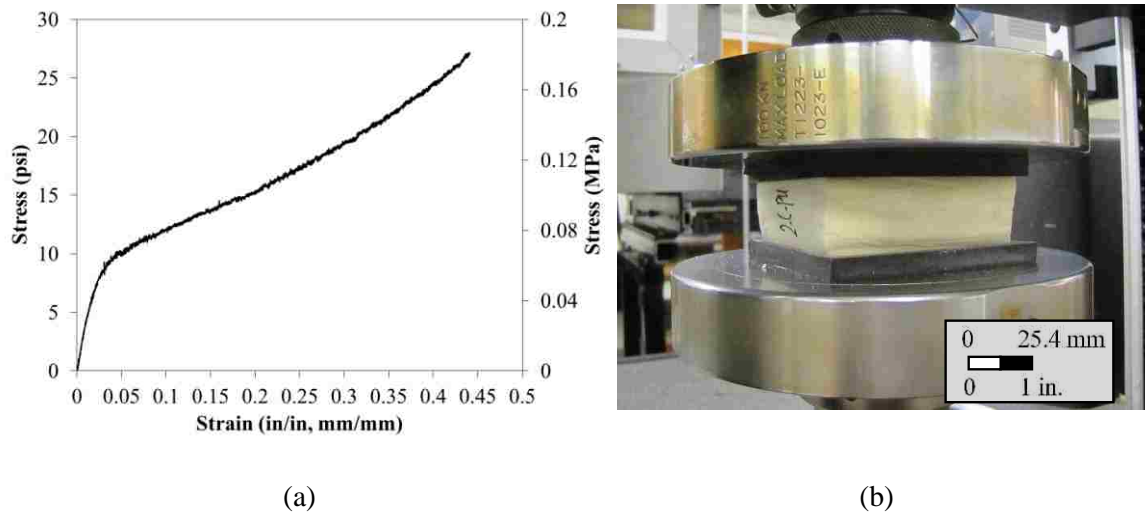 30
25
20
15
10
5
0
Stress (psi)
0.2
0.16
0.12
0.08
0.04
0
Stress (MPa)
0 0.05 0.1 0.15 0.2 0.25 0.3 0.35 0.4 0.45 0.5
Strain (in/in, mm/mm)
(a)
100 KN
MAX LOAD
T1223-
1023-E
2.C-PU
0 25.4 mm
0 1 in.
(b)